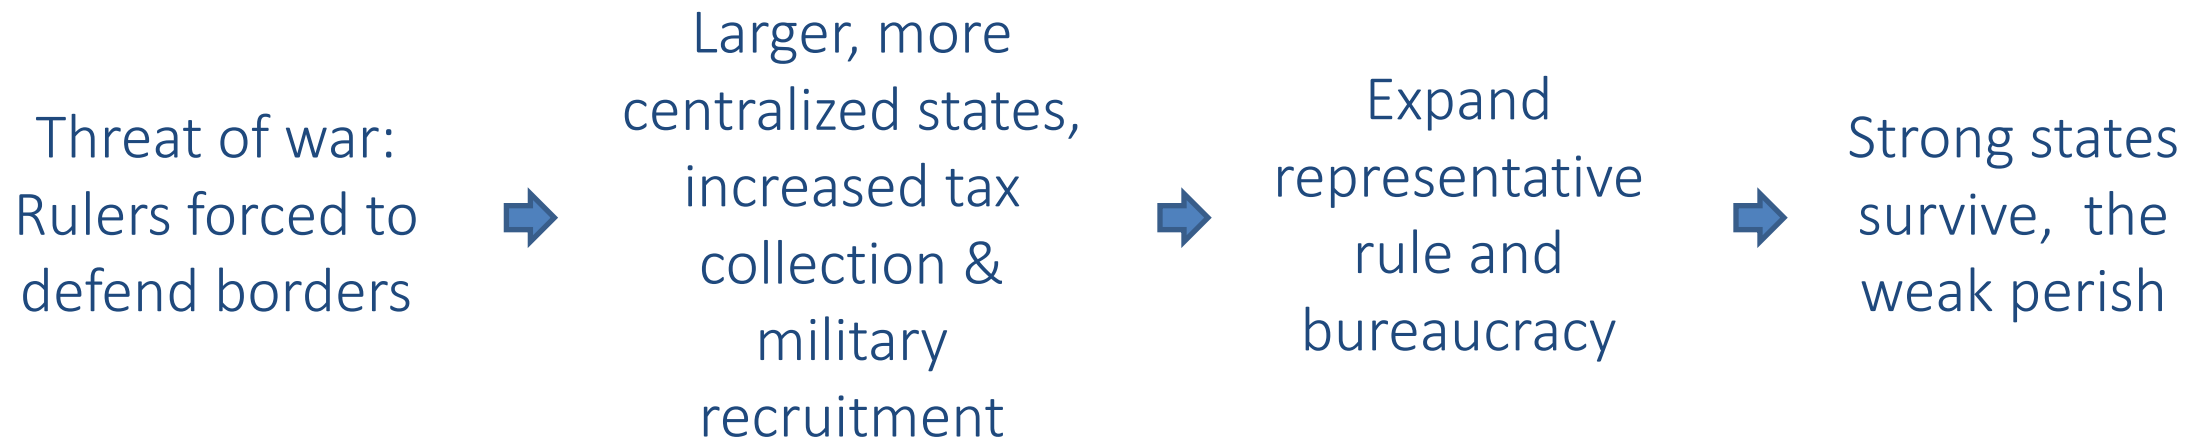 Threat of war:
Rulers forced to
defend borders
Larger, more
centralized states,
increased tax
collection &
military
recruitment
Expand
representative
rule and
bureaucracy
Strong states
survive,  the
weak perish